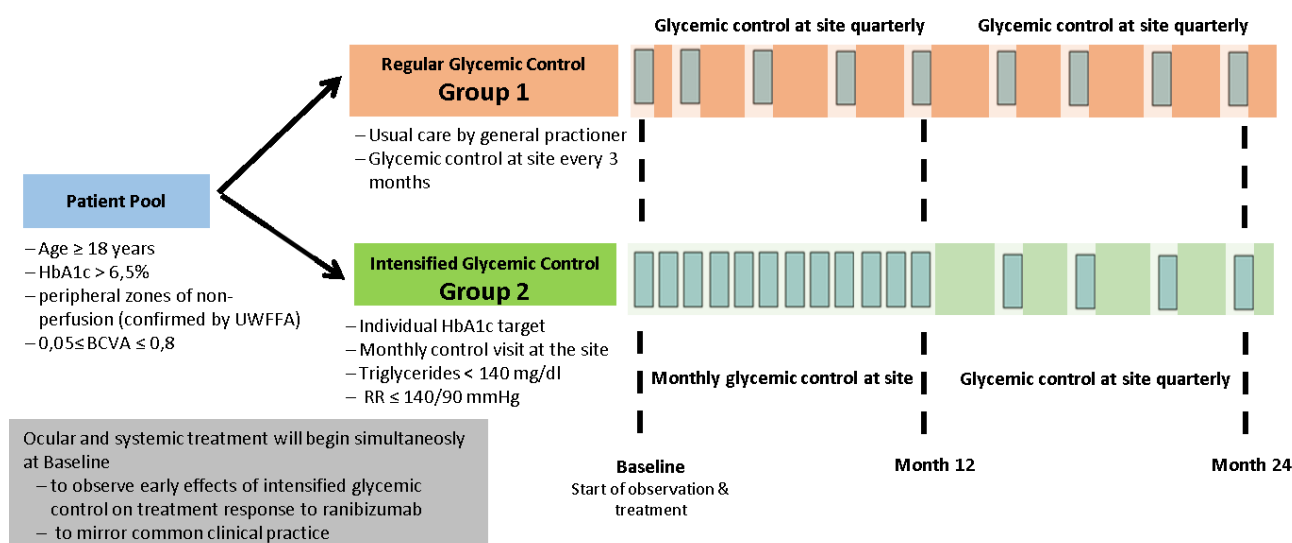 Glycemic control at site quarterly
Glycemic control at site quarterly
Regular Glycemic Control
Group 1
– Usual care by general practioner
– Glycemic control at site every 3
months
Patient Pool
– Age ≥ 18 years
– HbA1c > 6,5%
– peripheral zones of non-
perfusion (confirmed by UWFFA)
– 0,05≤ BCVA ≤ 0,8
Intensified Glycemic Control
Group 2
– Individual HbA1c target
– Monthly control visit at the site
– Triglycerides < 140 mg/dl
– RR ≤ 140/90 mmHg
Monthly glycemic control at site
Glycemic control at site quarterly
Ocular and systemic treatment will begin simultaneosly
at Baseline
– to observe early effects of intensified glycemic
control on treatment response to ranibizumab
– to mirror common clinical practice
Baseline
Start of observation &
treatment
Month 12
Month 24